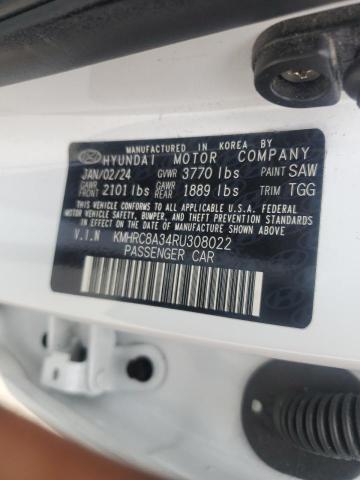 MANUFACTURED IN KOREA BY
HYUNDAI MOTOR COMPANY
JAN/02/24 GVWR 3770 lbs PAINT SAW
GAWR FRONT 2101 lbs GAWR REAR 1889 lbs TRIM TGG
THIS VEHICLE CONFORMS TO ALL APPLICABLE U.S.A. FEDERAL
MOTOR VEHICLE SAFETY, BUMPER, AND THEFT PREVENTION
STANDARDS IN EFFECT ON THE DATE OF MANUFACTURE SHOWN ABOVE.
V.I.N KMHRC8A34RU308022
PASSENGER CAR